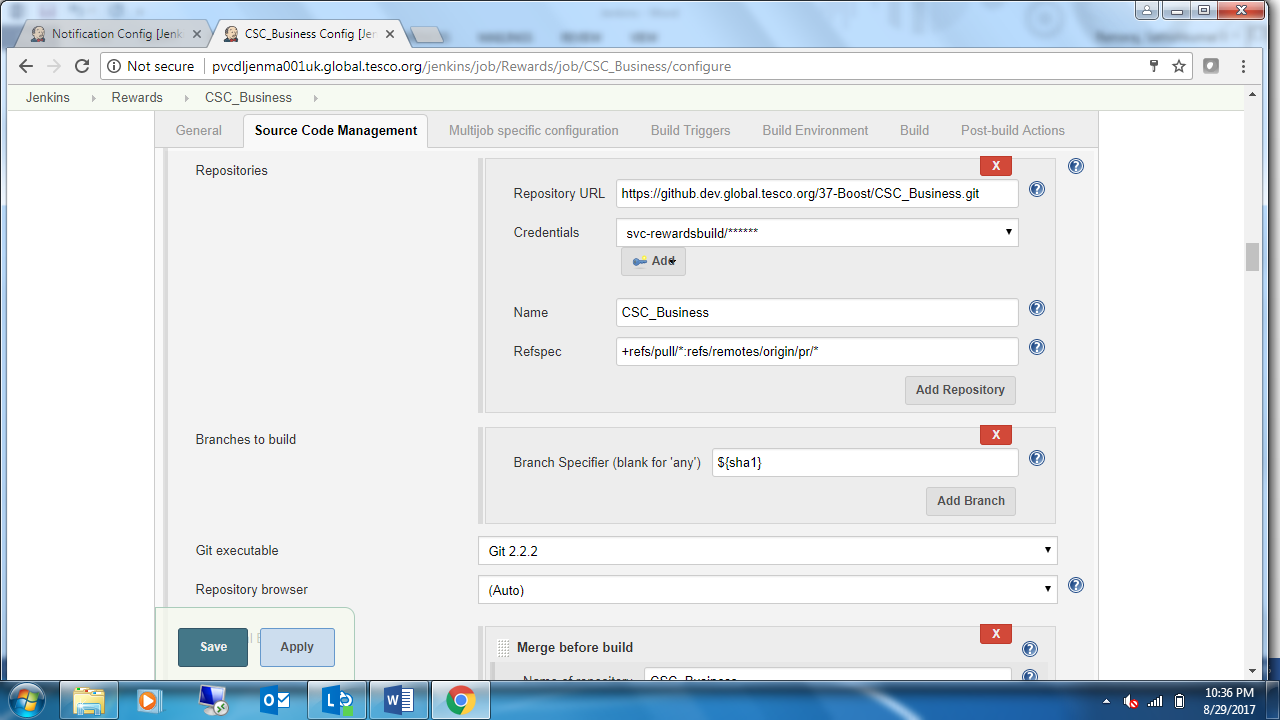 Notification Config [Jenk
CSC_Business Config [Jen
Not secure
pvcdljenma001uk.global.tesco.org/jenkins/job/Rewards/job/CSC_Business/configure
Jenkins
Rewards
CSC_Business
General
Source Code Management
Multijob specific configuration
Build Triggers
Build Environment
Build
Post-build Actions
Repositories
X
Repository URL
https://github.dev.global.tesco.org/37-Boost/CSC_Business.git
Credentials
svc-rewardsbuild/******
Add
Name
CSC_Business
Refspec
+refs/pull/*:refs/remotes/origin/pr/*
Add Repository
Branches to build
X
Branch Specifier (blank for 'any')
${sha1}
Add Branch
Git executable
Git 2.2.2
Repository browser
(Auto)
X
Save
Apply
Merge before build
Name of repository
CSC_Business
10:36 PM
8/29/2017